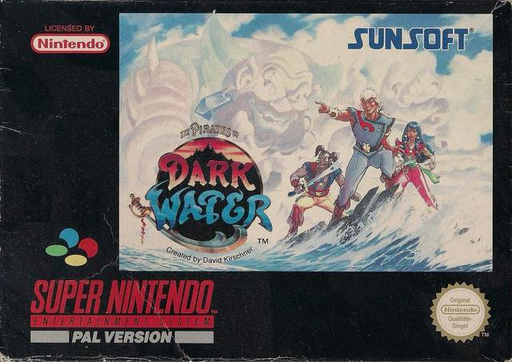 LICENSED BY
Nintendo
SUNSOFT
THE PIRATES OF
DARK
WATER
TM
Created by David Kirschner
SUPER NINTENDO
ENTERTAINMENT SYSTEM
PAL VERSION
Original
Nintendo
Qualitäts-
Siegel